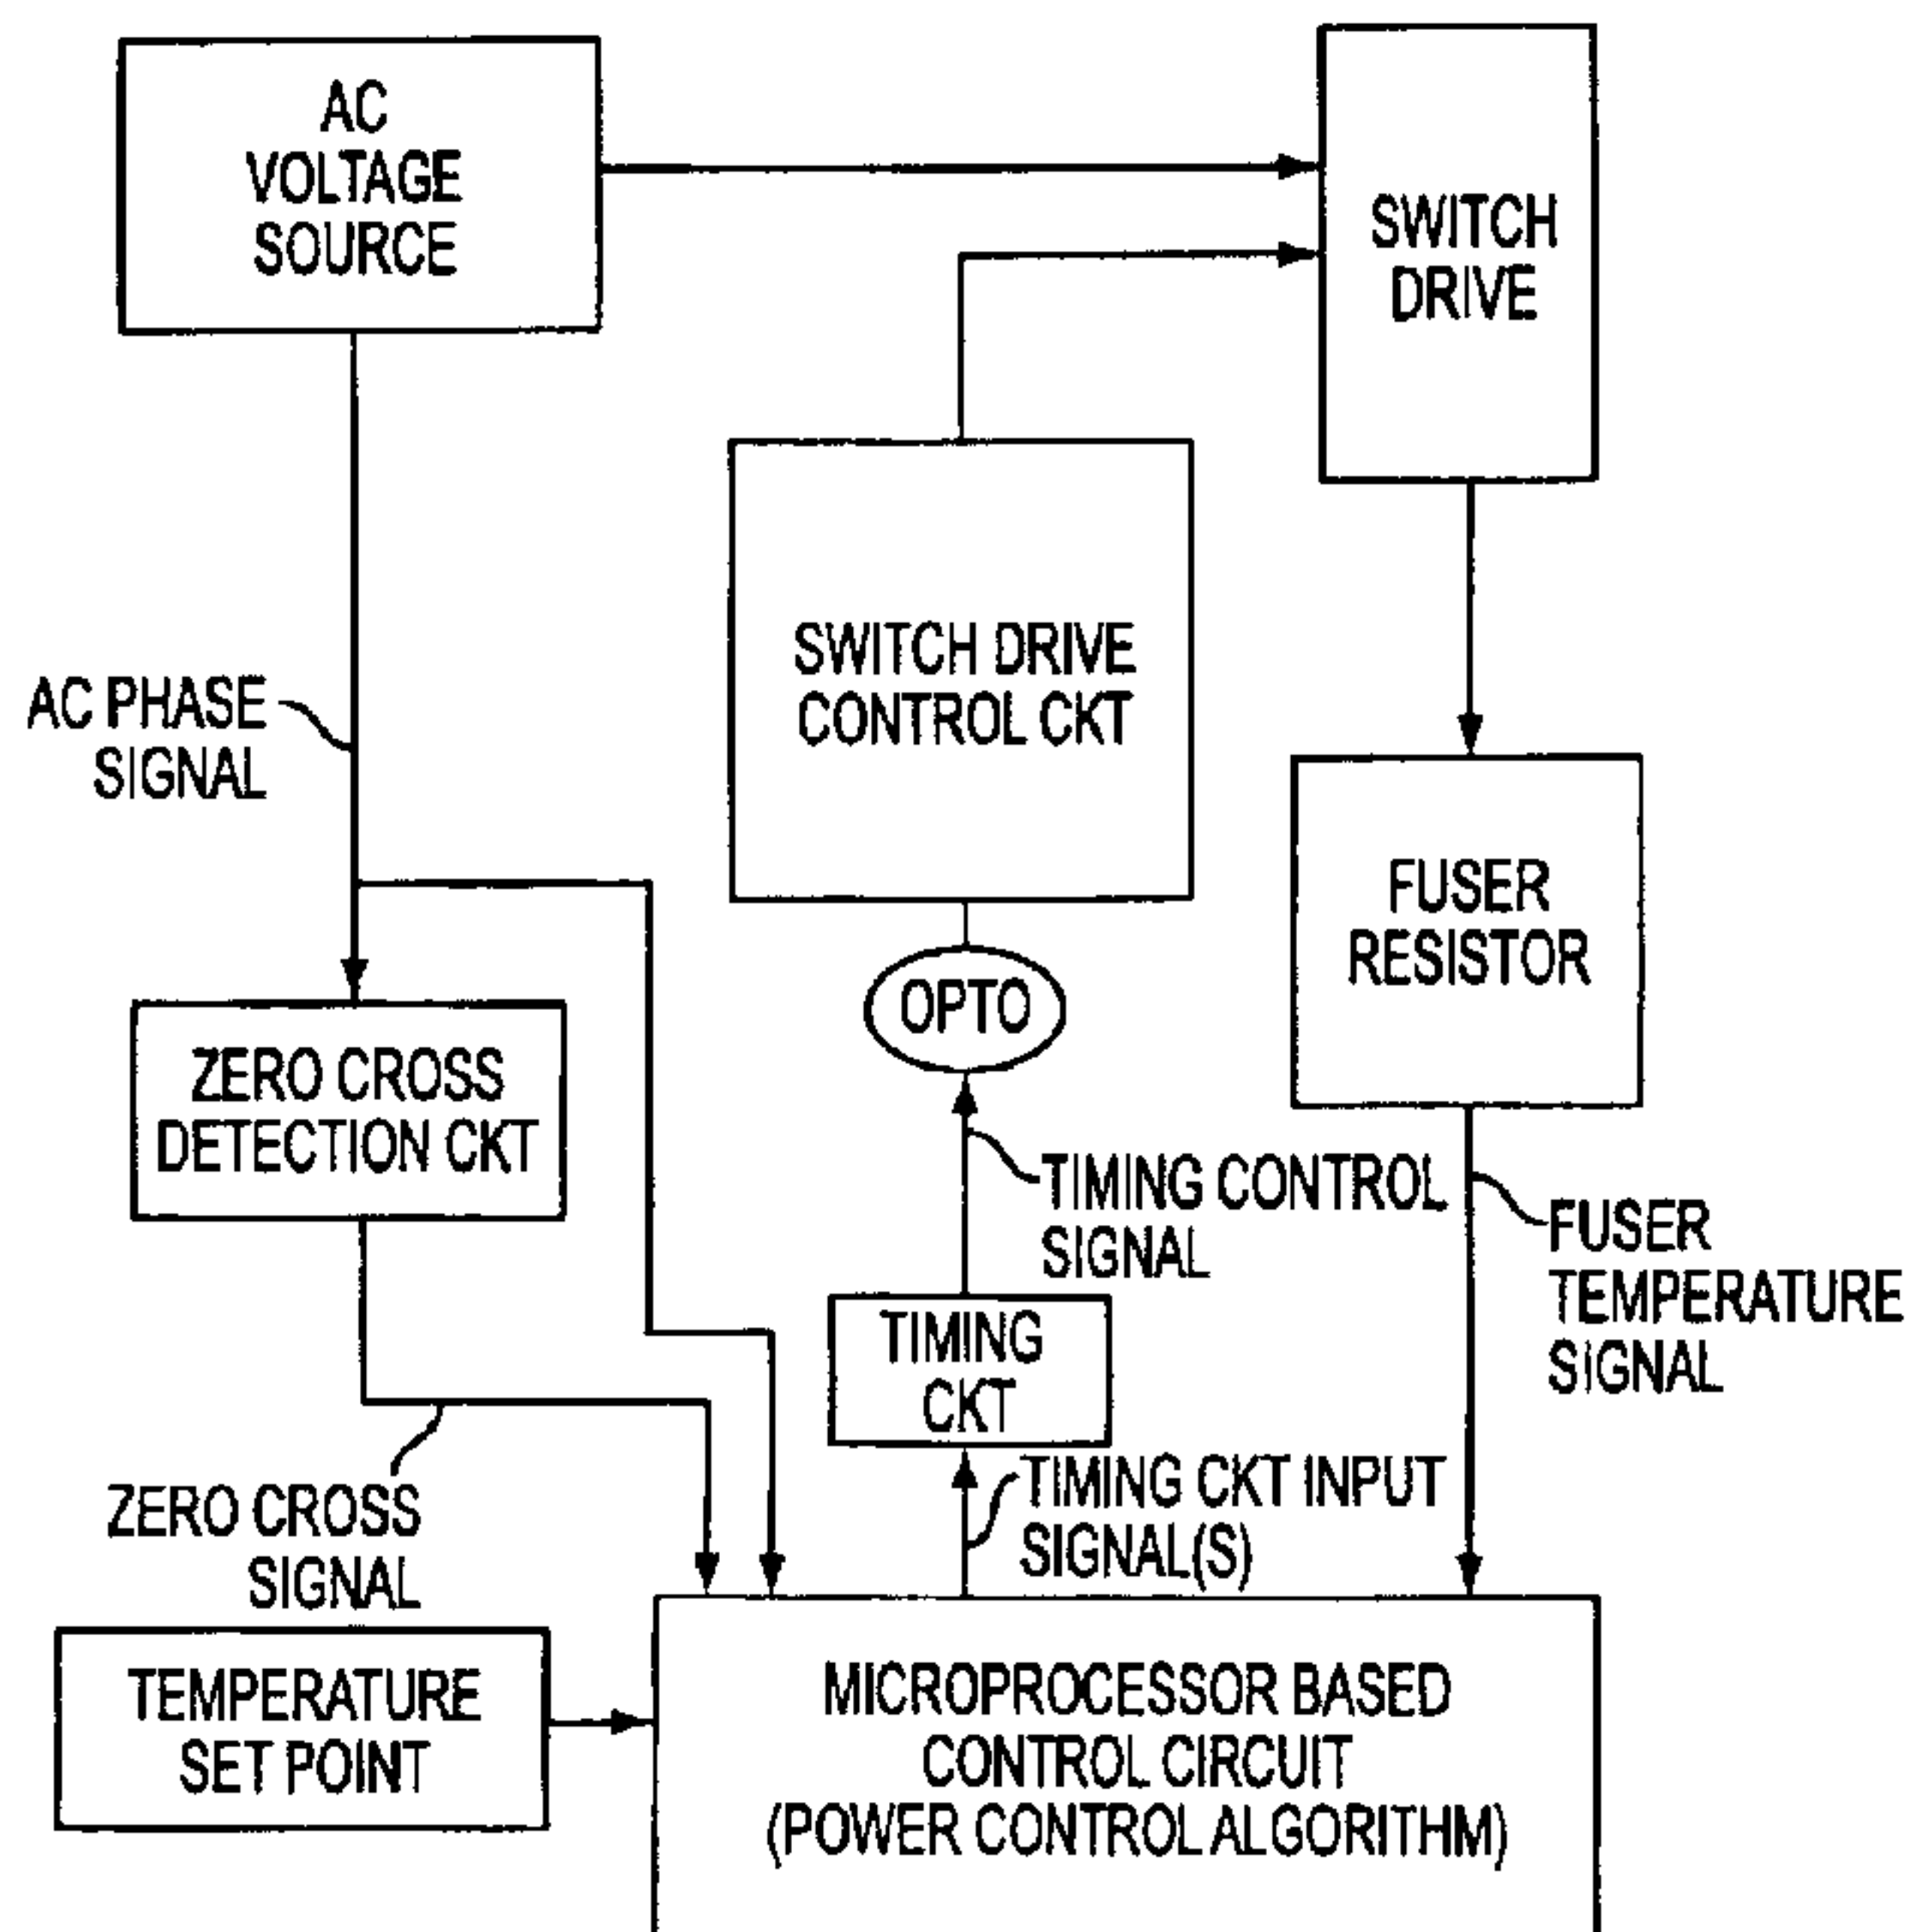 AC
VOLTAGE
SOURCE
SWITCH
DRIVE
SWITCH DRIVE
CONTROL CKT
AC PHASE
SIGNAL
FUSER
RESISTOR
OPTO
ZERO CROSS
DETECTION CKT
TIMING CONTROL
SIGNAL
FUSER
TEMPERATURE
SIGNAL
TIMING
CKT
TIMING CKT INPUT
SIGNAL(S)
ZERO CROSS
SIGNAL
TEMPERATURE
SET POINT
MICROPROCESSOR BASED
CONTROL CIRCUIT
(POWER CONTROL ALGORITHM)